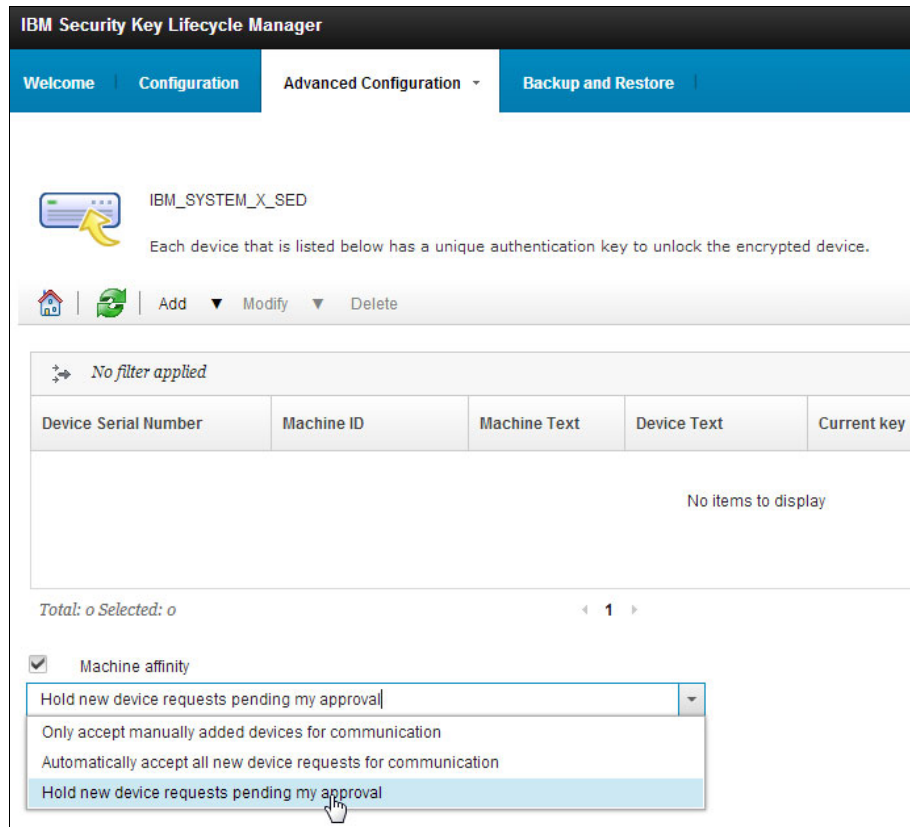 IBM Security Key Lifecycle Manager
Welcome Configuration Advanced Configuration Backup and Restore
IBM_SYSTEM_X_SED
Each device that is listed below has a unique authentication key to unlock the encrypted device.
Add Modify Delete
No filter applied
Device Serial Number Machine ID Machine Text Device Text Current key
No items to display
Total: 0 Selected: 0 1
Machine affinity
Hold new device requests pending my approval
Only accept manually added devices for communication
Automatically accept all new device requests for communication
Hold new device requests pending my approval